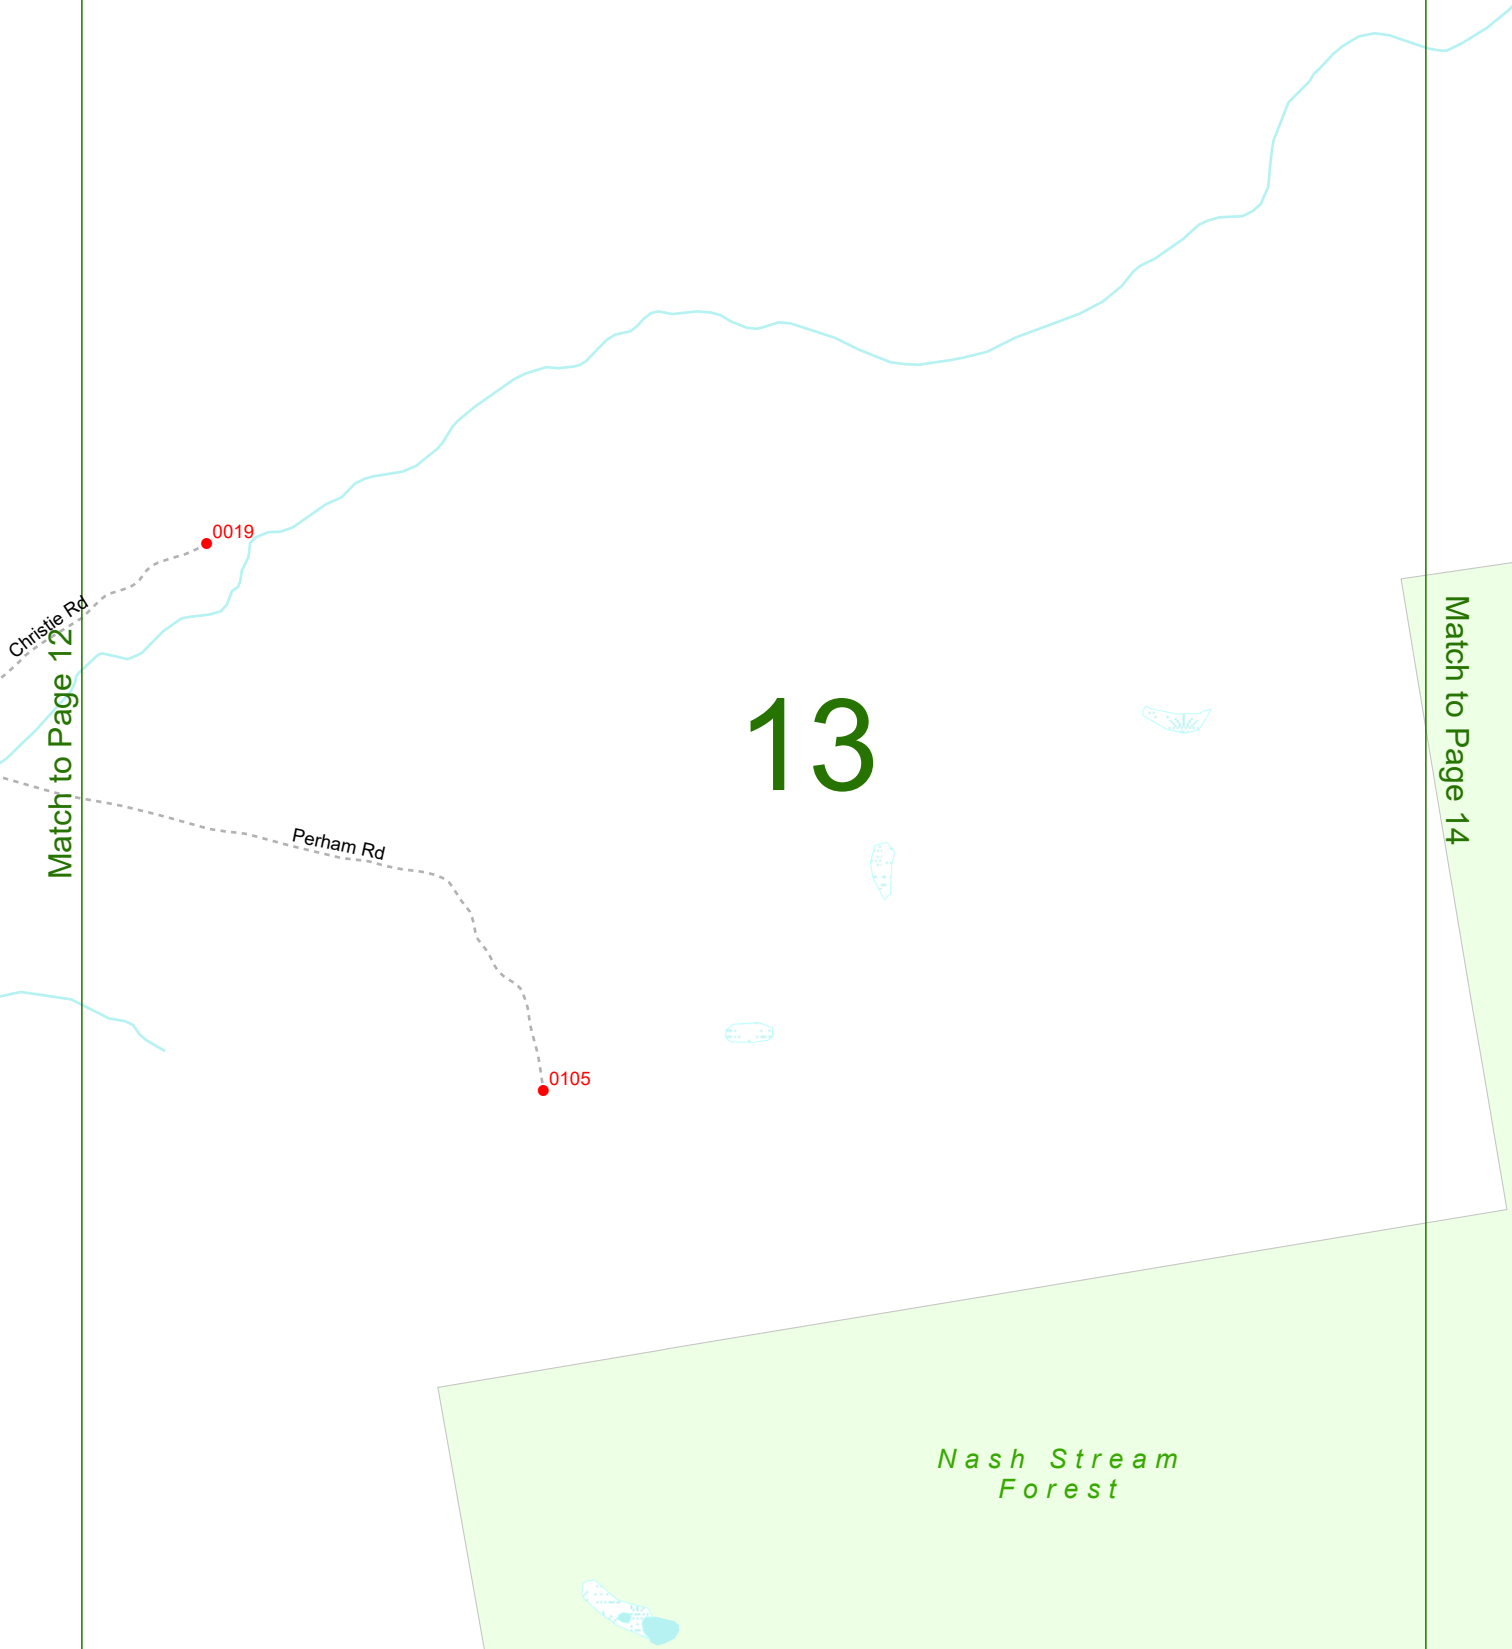 0019
Christie Rd
Match to Page 12
Match to Page 14
13
Perham Rd
0105
Nash Stream
Forest